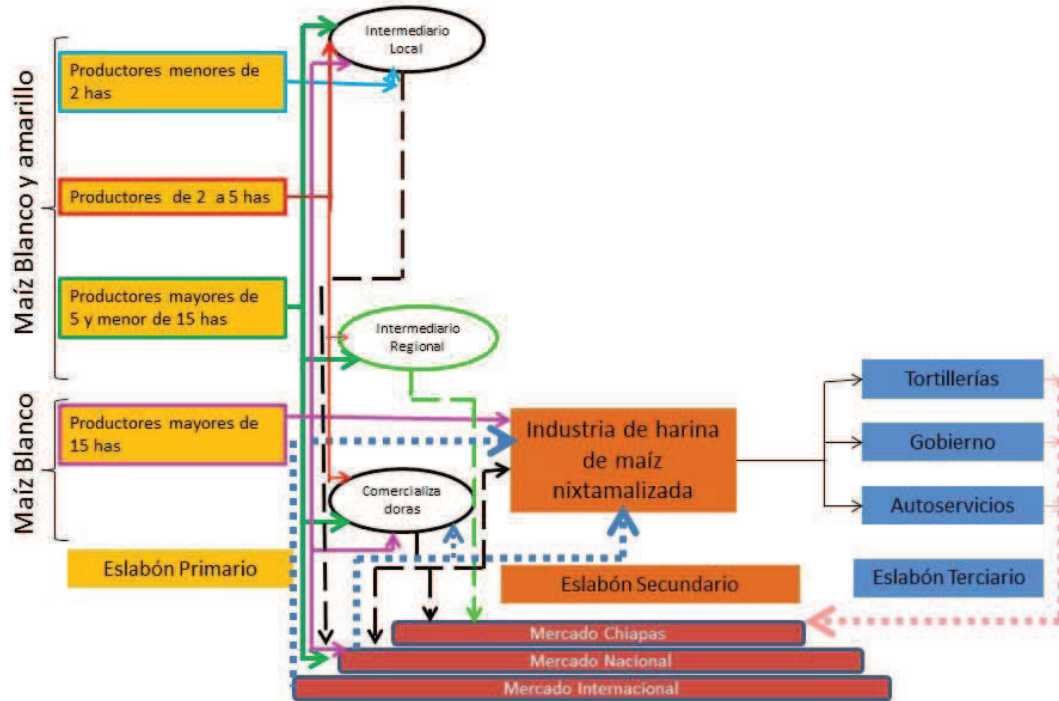 Maíz Blanco y amarillo
Productores menores de
2 has
Productores de 2 a 5 has
Productores mayores de
5 y menor de 15 has
Maíz Blanco
Productores mayores de
15 has
Eslabón Primario
Intermediario
Local
Intermediario
Regional
Comercializa
doras
Industria de harina
de maíz
nixtamalizada
Eslabón Secundario
Tortillerías
Gobierno
Autoservicios
Eslabón Terciario
Mercado Chiapas
Mercado Nacional
Mercado Internacional